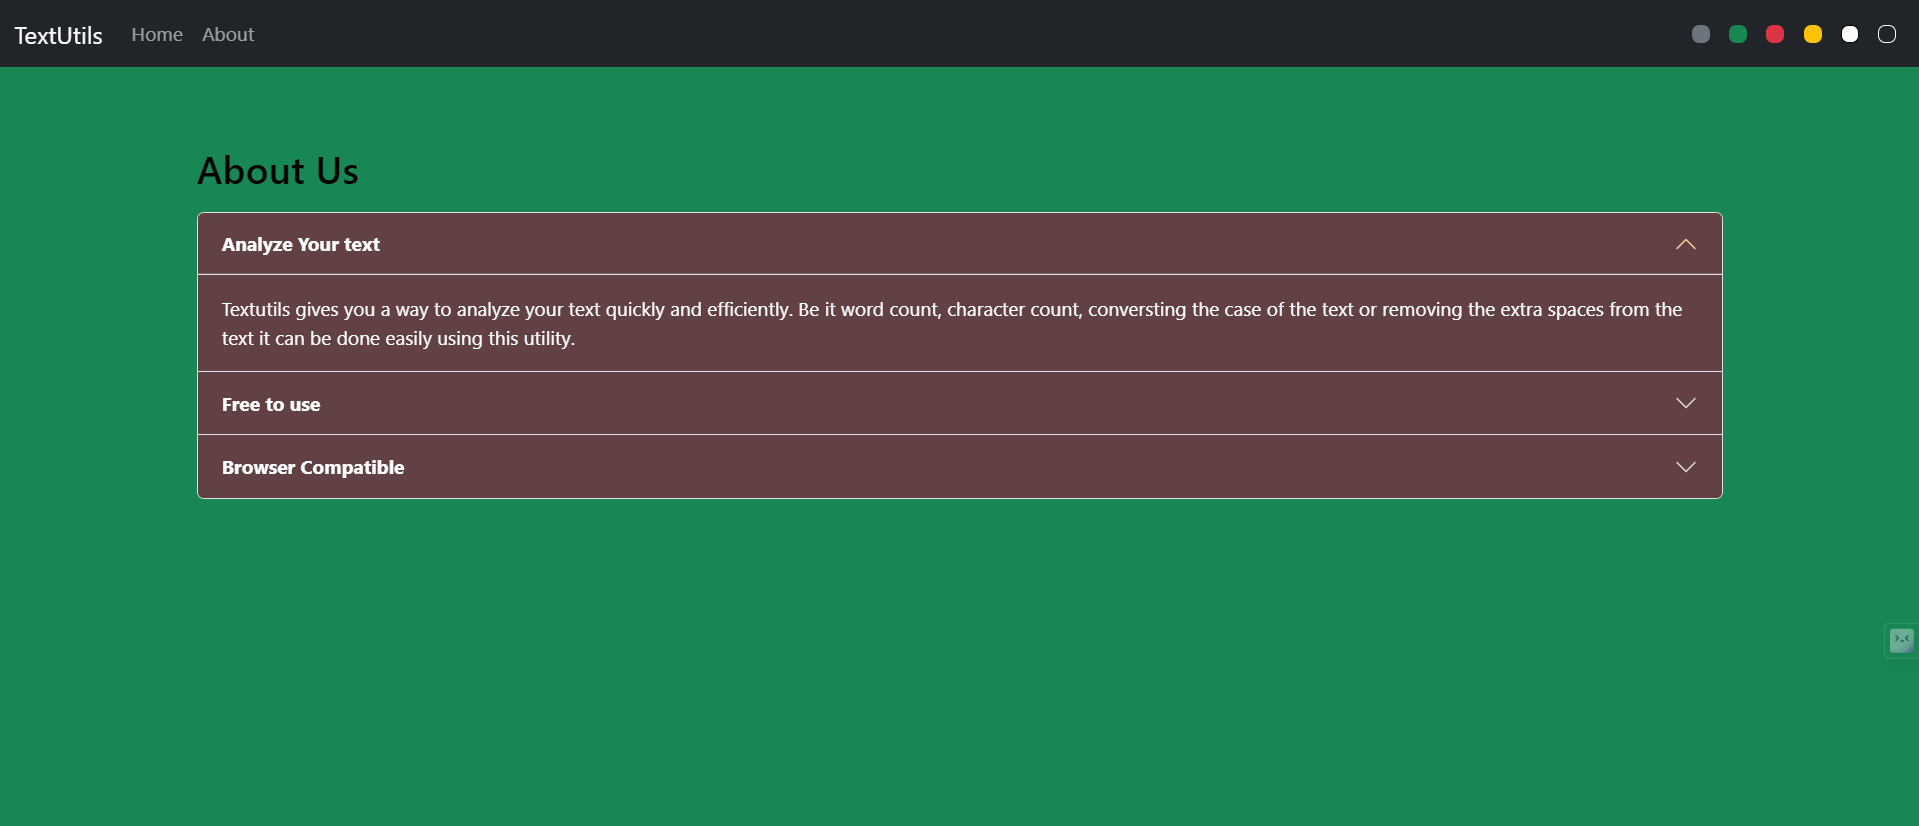 TextUtils Home About
About Us
Analyze Your text
Textutils gives you a way to analyze your text quickly and efficiently. Be it word count, character count, conversting the case of the text or removing the extra spaces from the
text it can be done easily using this utility.
Free to use
Browser Compatible